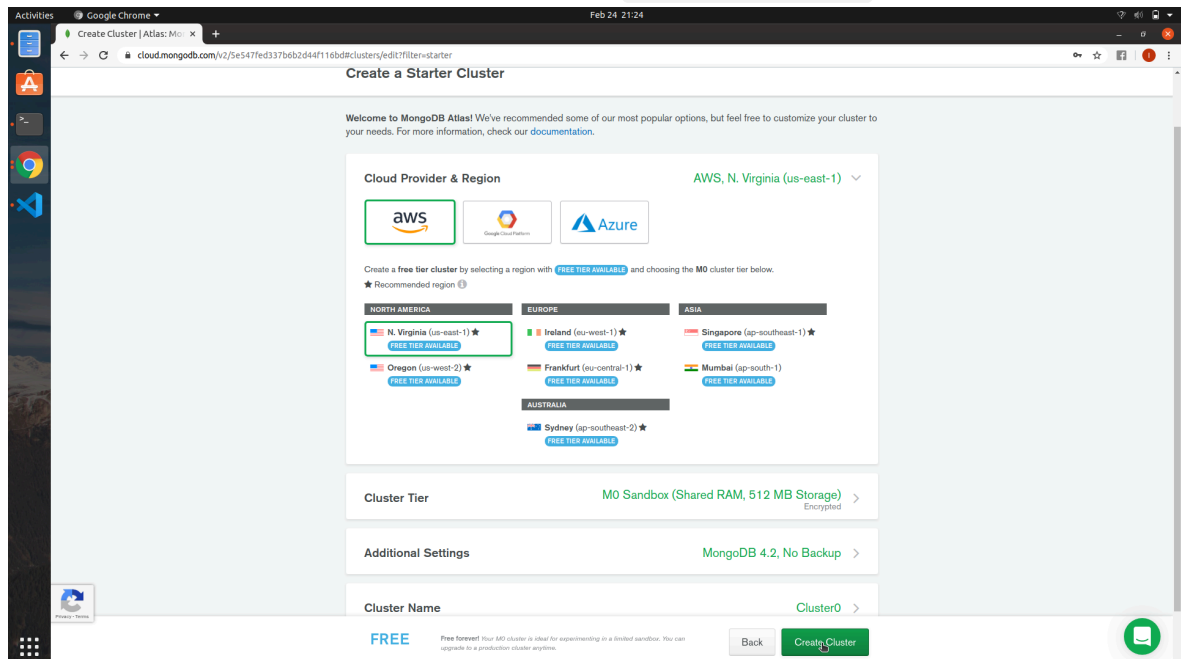 Activities
Google Chrome
Feb 24 21:24
Create Cluster | Atlas: Mo
cloud.mongodb.com/v2/5e547fed337b6b2d44f116bd#clusters/edit?filter=starter
Create a Starter Cluster
Welcome to MongoDB Atlas! We've recommended some of our most popular options, but feel free to customize your cluster to
your needs. For more information, check our documentation.
Cloud Provider & Region
AWS, N. Virginia (us-east-1)
aws
Google Cloud Platform
Azure
Create a free tier cluster by selecting a region with FREE TIER AVAILABLE and choosing the M0 cluster tier below.
★ Recommended region
NORTH AMERICA
N. Virginia (us-east-1) ★
FREE TIER AVAILABLE
Oregon (us-west-2) ★
FREE TIER AVAILABLE
EUROPE
Ireland (eu-west-1) ★
FREE TIER AVAILABLE
Frankfurt (eu-central-1) ★
FREE TIER AVAILABLE
AUSTRALIA
Sydney (ap-southeast-2) ★
FREE TIER AVAILABLE
ASIA
Singapore (ap-southeast-1) ★
FREE TIER AVAILABLE
Mumbai (ap-south-1)
FREE TIER AVAILABLE
Cluster Tier
M0 Sandbox (Shared RAM, 512 MB Storage)
Encrypted
Additional Settings
MongoDB 4.2, No Backup
Cluster Name
Cluster0
Privacy - Terms
FREE
Free forever! Your M0 cluster is ideal for experimenting in a limited sandbox. You can
upgrade to a production cluster anytime.
Back
Create Cluster